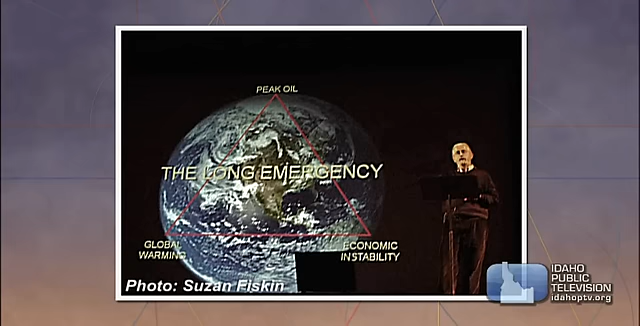 PEAK OIL
THE LONG EMERGENCY
GLOBAL
WARMING
ECONOMIC
INSTABILITY
Photo: Suzan Fiskin
IDAHO
PUBLIC
TELEVISION
idahoptv.org